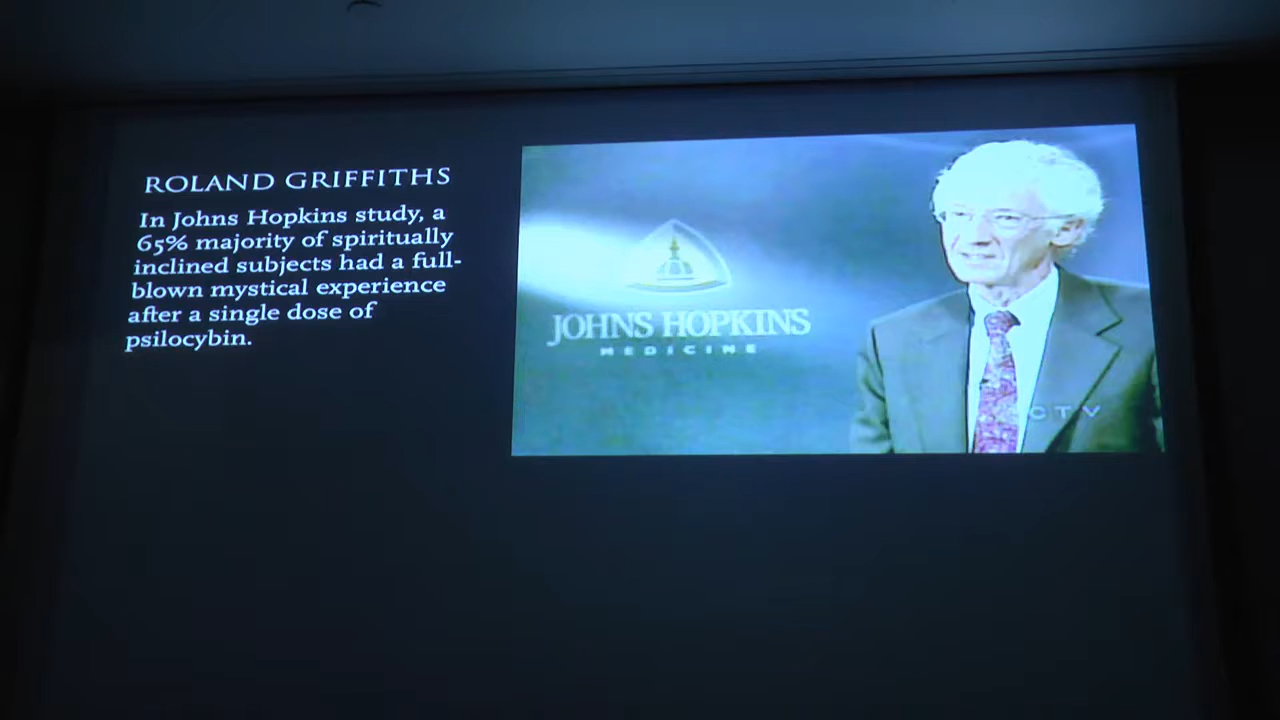 ROLAND GRIFFITHS
In Johns Hopkins study, a
65% majority of spiritually
inclined subjects had a full-
blown mystical experience
after a single dose of
psilocybin.
JOHNS HOPKINS
MEDICINE
CTV